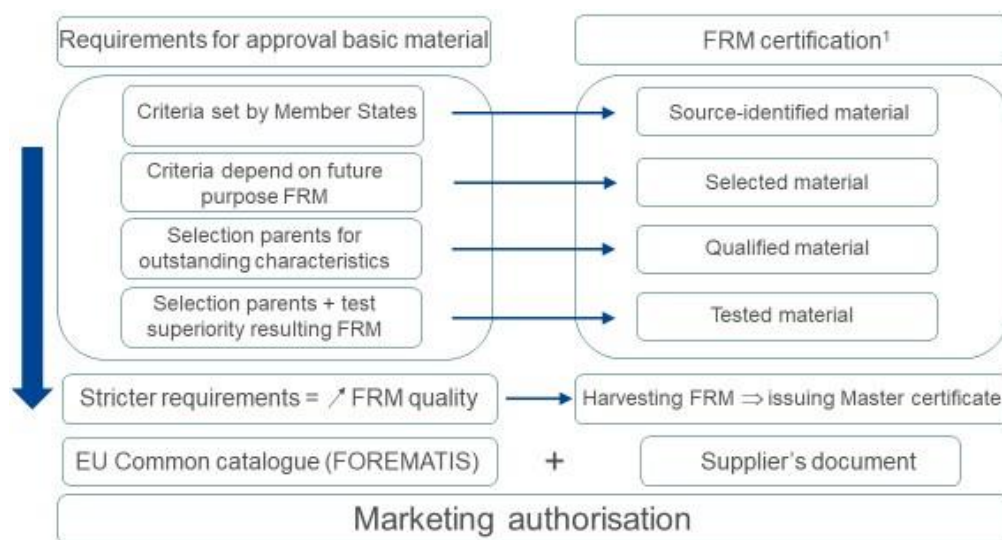 Requirements for approval basic material
FRM certification¹
Criteria set by Member States
Source-identified material
Criteria depend on future
purpose FRM
Selected material
Selection parents for
outstanding characteristics
Qualified material
Selection parents + test
superiority resulting FRM
Tested material
Stricter requirements = ↗ FRM quality
Harvesting FRM ⇒ issuing Master certificate
EU Common catalogue (FOREMATIS)
+
Supplier's document
Marketing authorisation